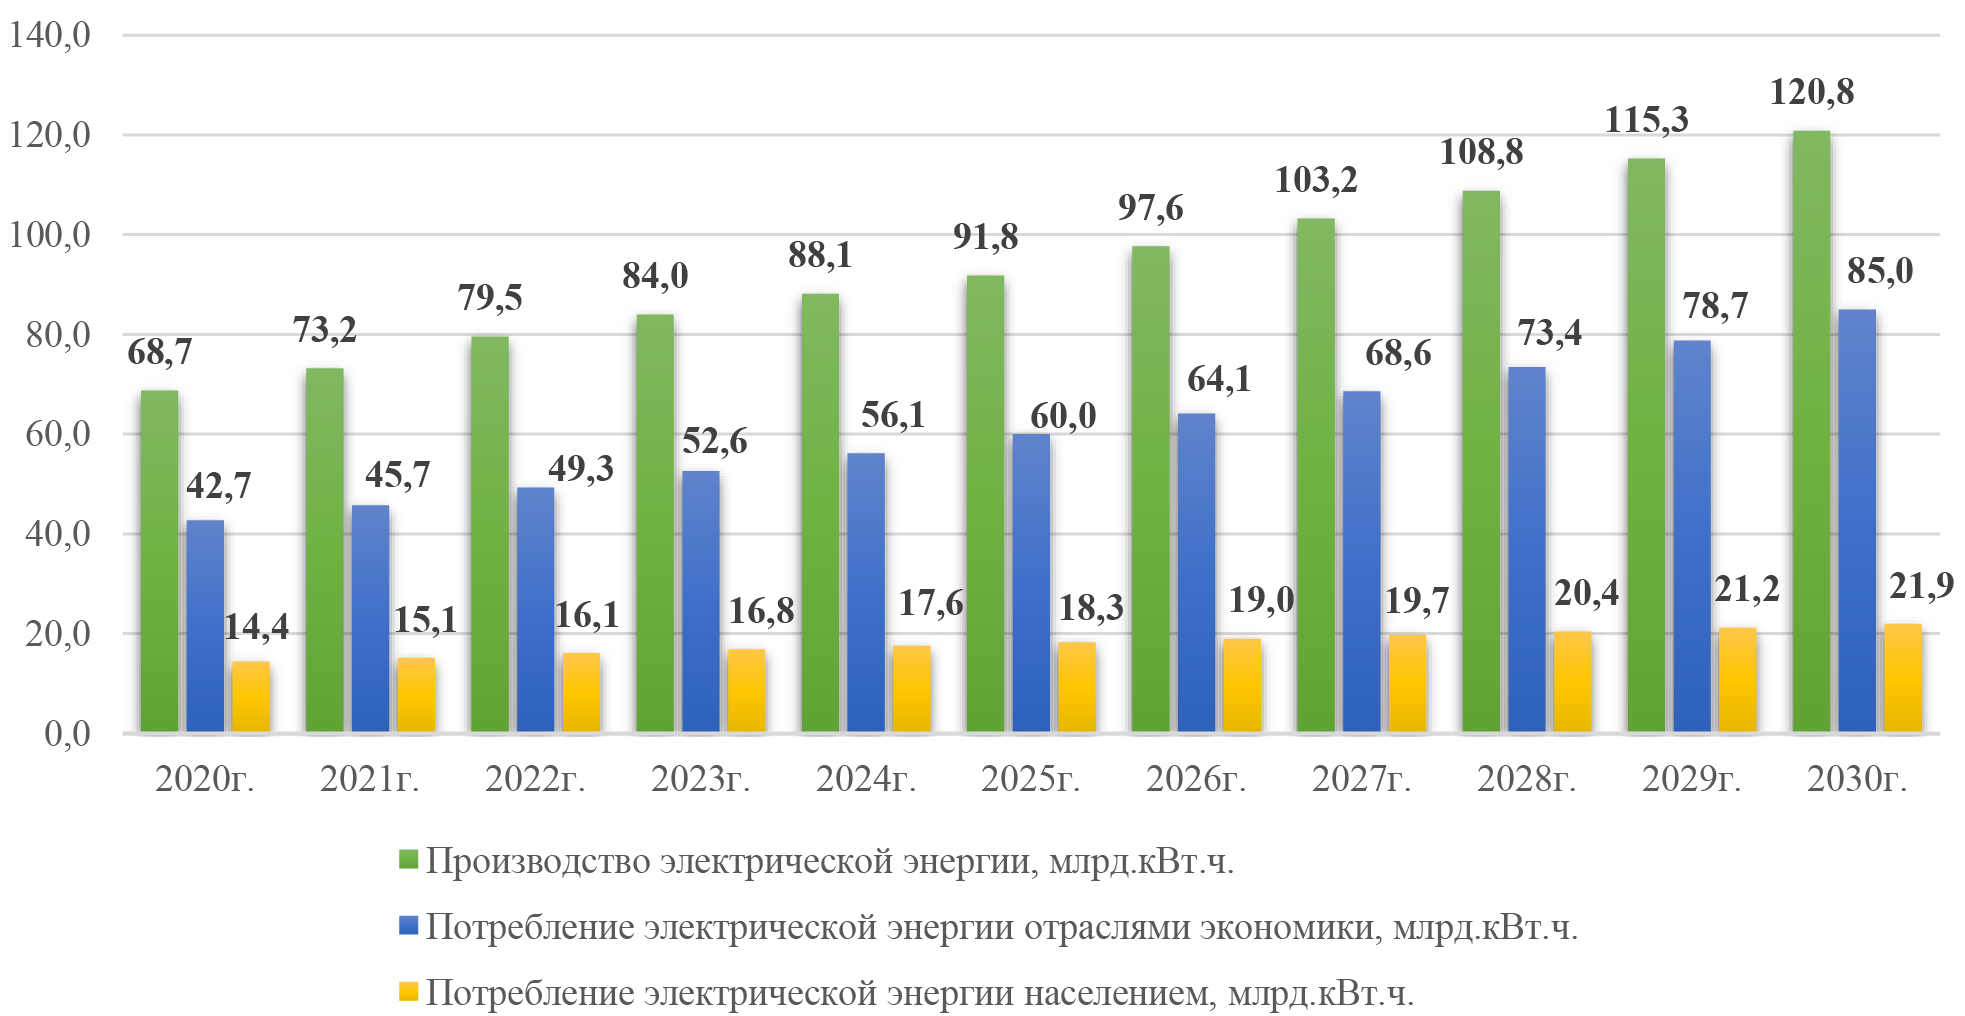 140,0
120,0
100,0
80,0
60,0
40,0
20,0
0,0
68,7 73,2 79,5 84,0 88,1 91,8 97,6 103,2 108,8 115,3 120,8
42,7 45,7 49,3 52,6 56,1 60,0 64,1 68,6 73,4 78,7 85,0
14,4 15,1 16,1 16,8 17,6 18,3 19,0 19,7 20,4 21,2 21,9
2020г. 2021г. 2022г. 2023г. 2024г. 2025г. 2026г. 2027г. 2028г. 2029г. 2030г.
Производство электрической энергии, млрд.кВт.ч.
Потребление электрической энергии отраслями экономики, млрд.кВт.ч.
Потребление электрической энергии населением, млрд.кВт.ч.